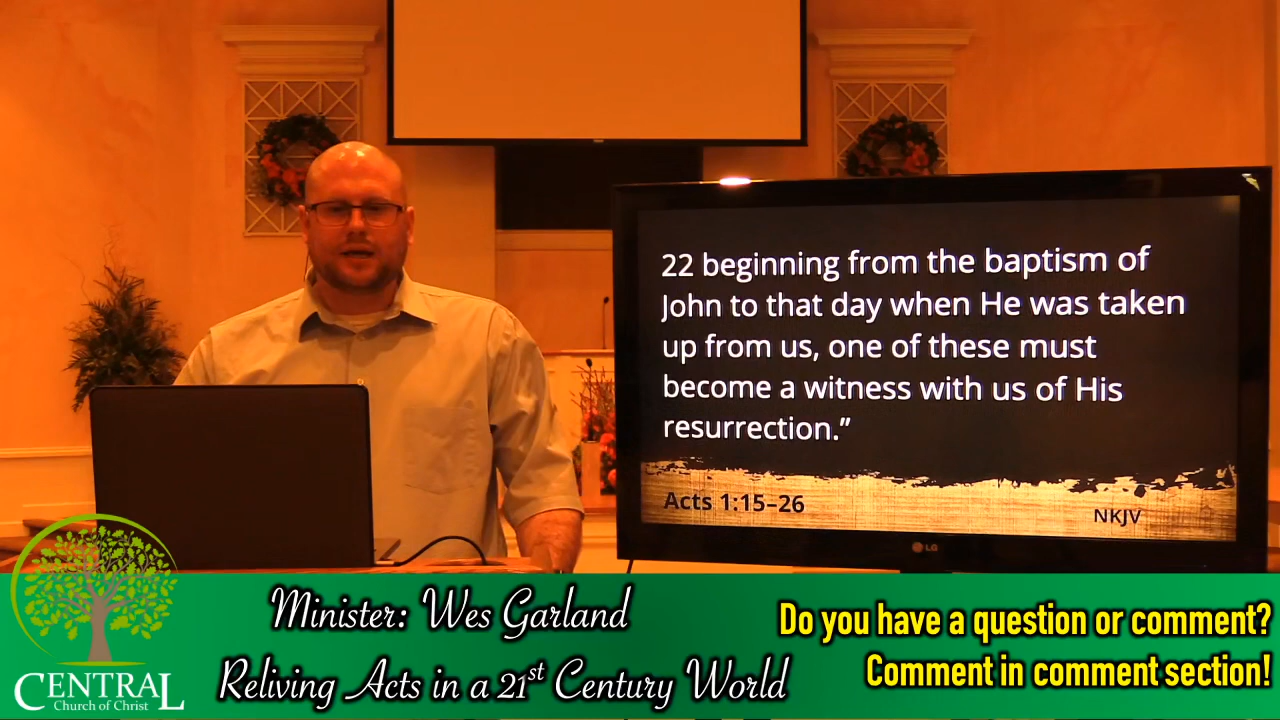 22 beginning from the baptism of
John to that day when He was taken
up from us, one of these must
become a witness with us of His
resurrection.”
Acts 1:15–26
NKJV
LG
CENTRAL
Church of Christ
Minister: Wes Garland
Reliving Acts in a 21st Century World
Do you have a question or comment?
Comment in comment section!